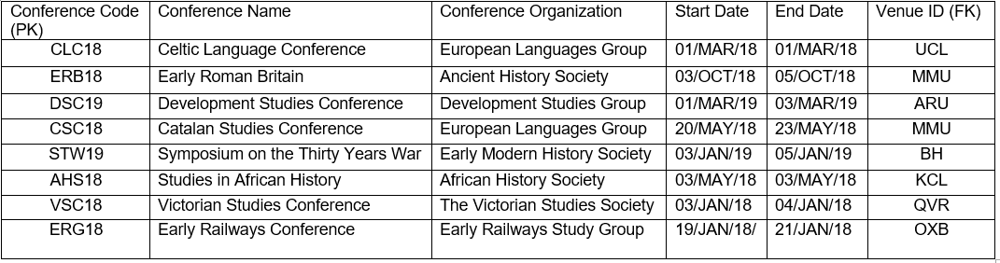 Conference Code (PK) Conference Name Conference Organization Start Date End Date Venue ID (FK)
CLC18 Celtic Language Conference European Languages Group 01/MAR/18 01/MAR/18 UCL
ERB18 Early Roman Britain Ancient History Society 03/OCT/18 05/OCT/18 MMU
DSC19 Development Studies Conference Development Studies Group 01/MAR/19 03/MAR/19 ARU
CSC18 Catalan Studies Conference European Languages Group 20/MAY/18 23/MAY/18 MMU
STW19 Symposium on the Thirty Years War Early Modern History Society 03/JAN/19 05/JAN/19 BH
AHS18 Studies in African History African History Society 03/MAY/18 03/MAY/18 KCL
VSC18 Victorian Studies Conference The Victorian Studies Society 03/JAN/18 04/JAN/18 QVR
ERG18 Early Railways Conference Early Railways Study Group 19/JAN/18/ 21/JAN/18 OXB